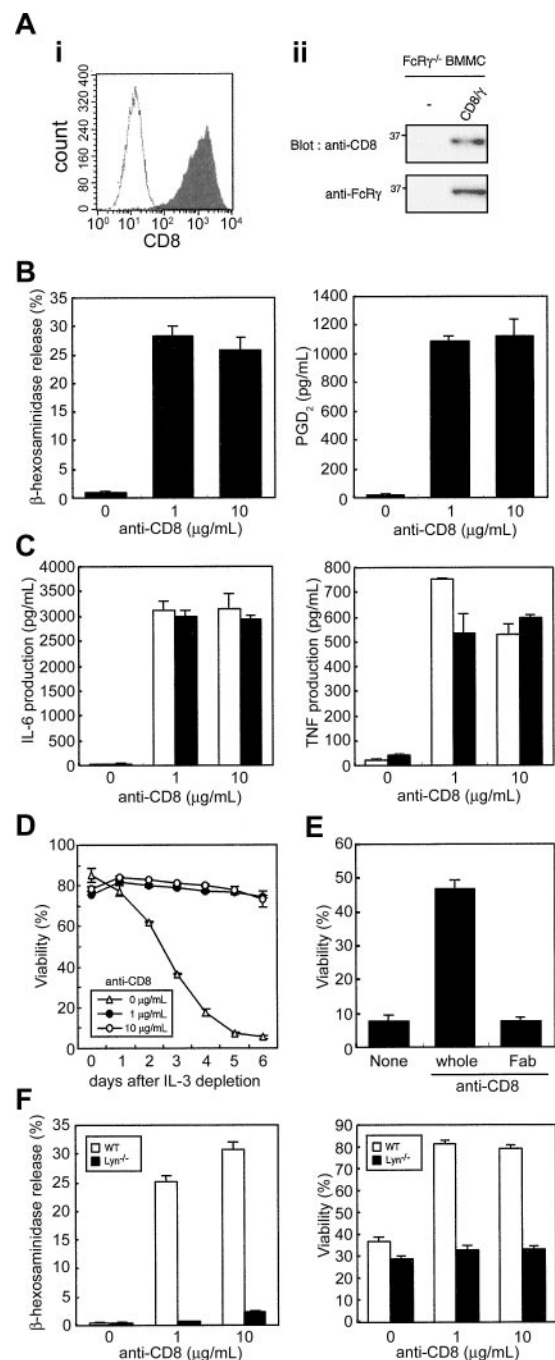 A
i
count
400
320
240
160
80
0
10⁰ 10¹ 10² 10³ 10⁴
CD8
ii
FcRγ⁻/⁻ BMMC
- CD8/γ
Blot : anti-CD8
37
anti-FcRγ
37
B
β-hexosaminidase release (%)
35
30
25
20
15
10
5
0
0 1 10
anti-CD8 (μg/mL)
PGD₂ (pg/mL)
1400
1200
1000
800
600
400
200
0
0 1 10
anti-CD8 (μg/mL)
C
IL-6 production (pg/mL)
4000
3500
3000
2500
2000
1500
1000
500
0
0 1 10
anti-CD8 (μg/mL)
TNF production (pg/mL)
800
700
600
500
400
300
200
100
0
0 1 10
anti-CD8 (μg/mL)
D
Viability (%)
100
80
60
40
20
0
anti-CD8
0 μg/mL
1 μg/mL
10 μg/mL
0 1 2 3 4 5 6
days after IL-3 depletion
E
Viability (%)
60
50
40
30
20
10
0
None whole Fab
anti-CD8
F
β-hexosaminidase release (%)
35
30
25
20
15
10
5
0
WT
Lyn⁻/⁻
0 1 10
anti-CD8 (μg/mL)
Viability (%)
90
80
70
60
50
40
30
20
10
0
WT
Lyn⁻/⁻
0 1 10
anti-CD8 (μg/mL)